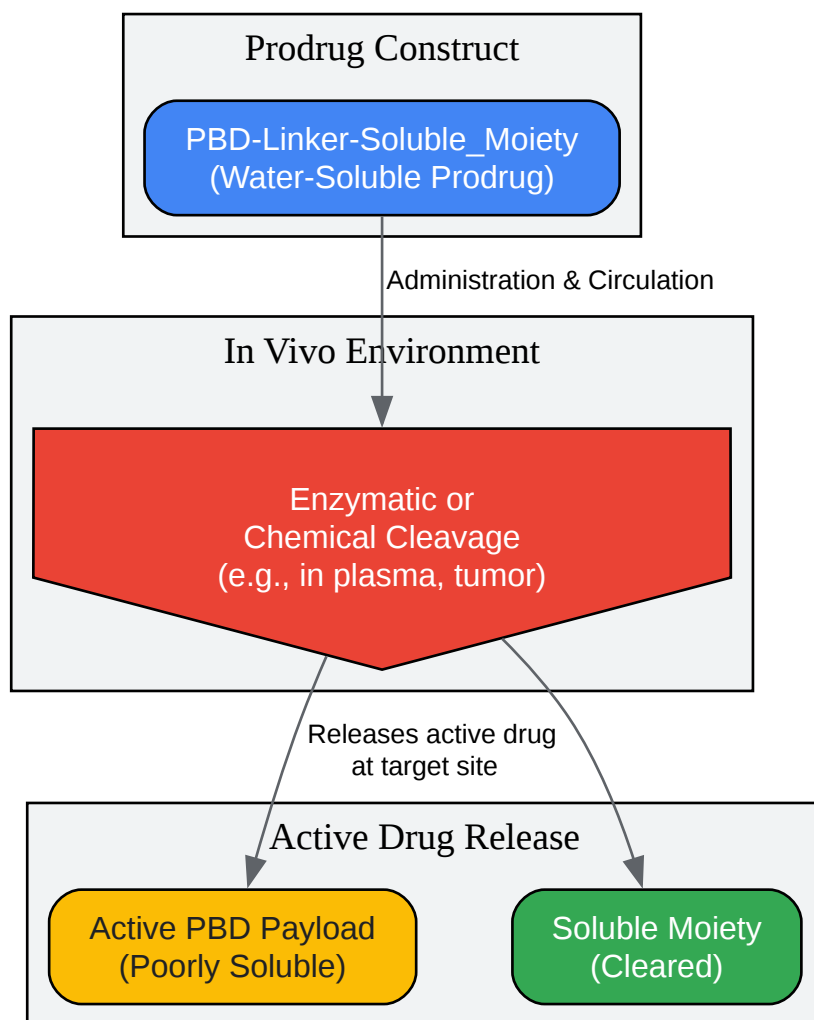 Prodrug Construct
PBD-Linker-Soluble_Moiety
(Water-Soluble Prodrug)
Administration & Circulation
In Vivo Environment
Enzymatic or
Chemical Cleavage
(e.g., in plasma, tumor)
Releases active drug
at target site
Active Drug Release
Active PBD Payload
(Poorly Soluble)
Soluble Moiety
(Cleared)